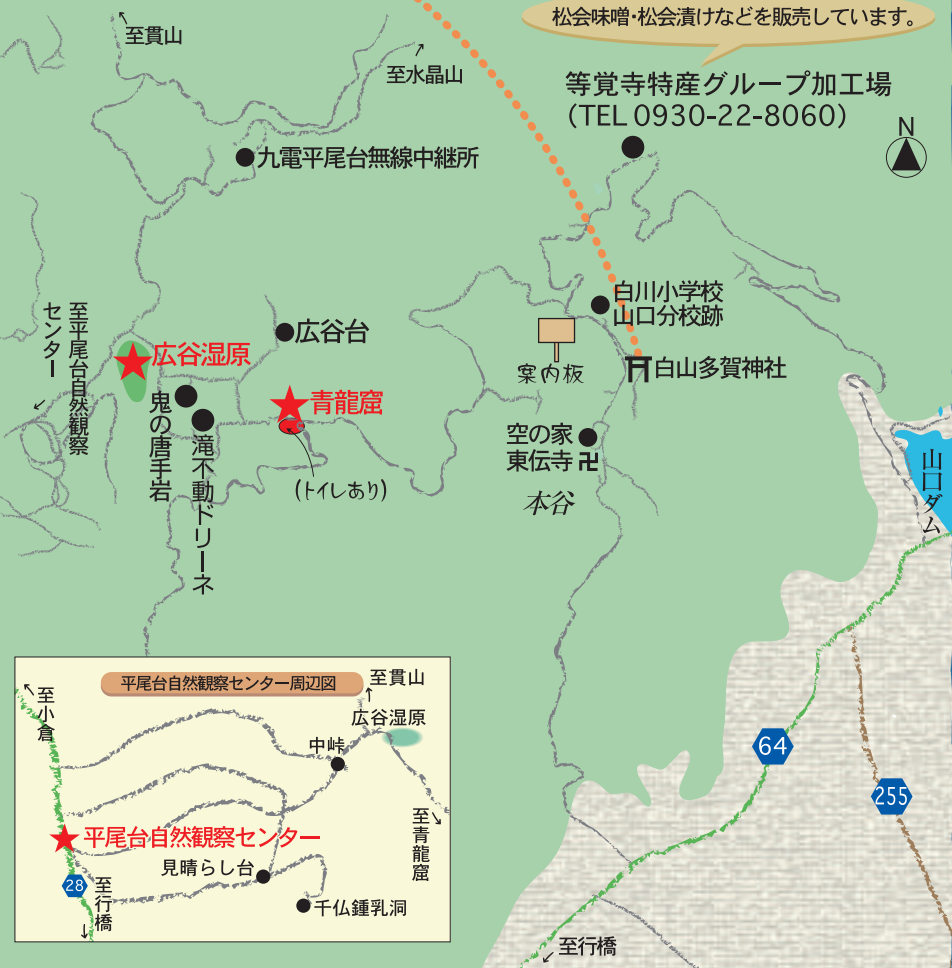 松会味噌・松会漬けなどを販売しています。
至貫山
至水晶山
等覚寺特産グループ加工場
(TEL 0930-22-8060)
N
九電平尾台無線中継所
白川小学校
山口分校跡
至平尾台自然観察
センター
広谷台
広谷湿原
案内板
白山多賀神社
鬼の唐手岩
青龍窟
滝不動ドリーネ
空の家
東伝寺卍
(トイレあり)
本谷
山口ダム
平尾台自然観察センター周辺図
至貫山
至小倉
広谷湿原
中峠
64
255
至青龍窟
平尾台自然観察センター
見晴らし台
28
至行橋
千仏鍾乳洞
至行橋